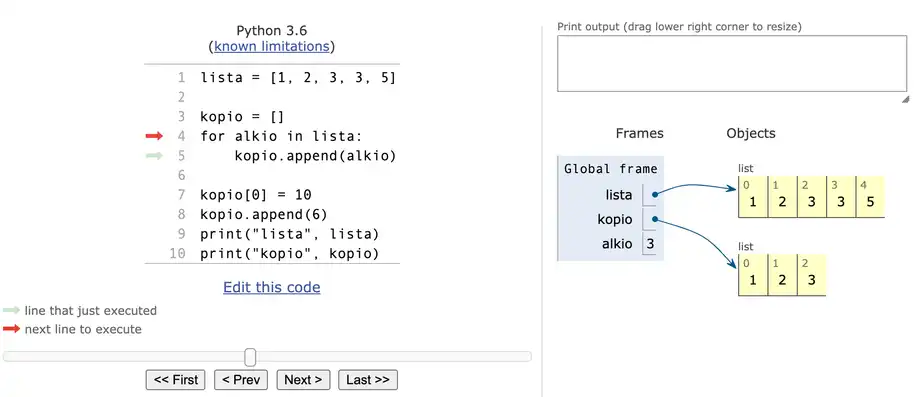 Python 3.6
(known limitations)
1 lista = [1, 2, 3, 3, 5]
2
3 kopio = []
4 for alkio in lista:
5     kopio.append(alkio)
6
7 kopio[0] = 10
8 kopio.append(6)
9 print("lista", lista)
10 print("kopio", kopio)
Edit this code
line that just executed
next line to execute
<< First < Prev Next > Last >>
Print output (drag lower right corner to resize)
Frames Objects
Global frame
lista
kopio
alkio 3
list
0 1 2 3 4
1 2 3 3 5
list
0 1 2
1 2 3